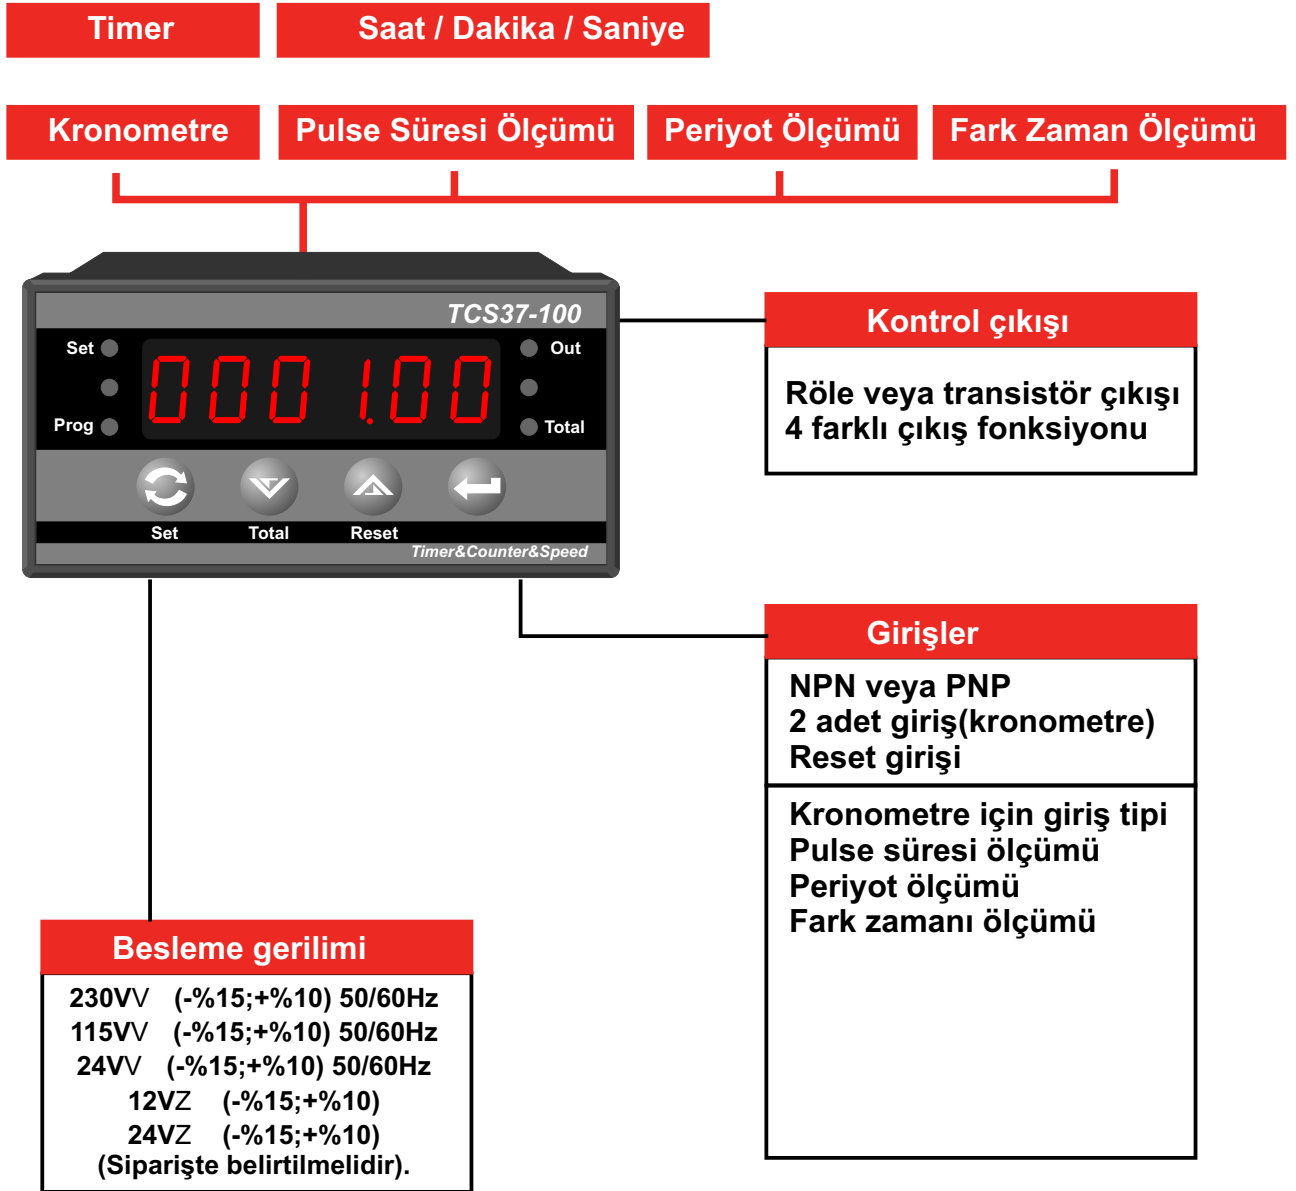 Timer
Saat / Dakika / Saniye
Kronometre
Pulse Süresi Ölçümü
Periyot Ölçümü
Fark Zaman Ölçümü
TCS37-100
Set
Out
0001.00
Prog
Total
Set
Total
Reset
Timer&Counter&Speed
Kontrol çıkışı
Röle veya transistör çıkışı
4 farklı çıkış fonksiyonu
Girişler
NPN veya PNP
2 adet giriş(kronometre)
Reset girişi
Kronometre için giriş tipi
Pulse süresi ölçümü
Periyot ölçümü
Fark zamanı ölçümü
Besleme gerilimi
230VV (-%15;+%10) 50/60Hz
115VV (-%15;+%10) 50/60Hz
24VV (-%15;+%10) 50/60Hz
12VZ (-%15;+%10)
24VZ (-%15;+%10)
(Siparişte belirtilmelidir).